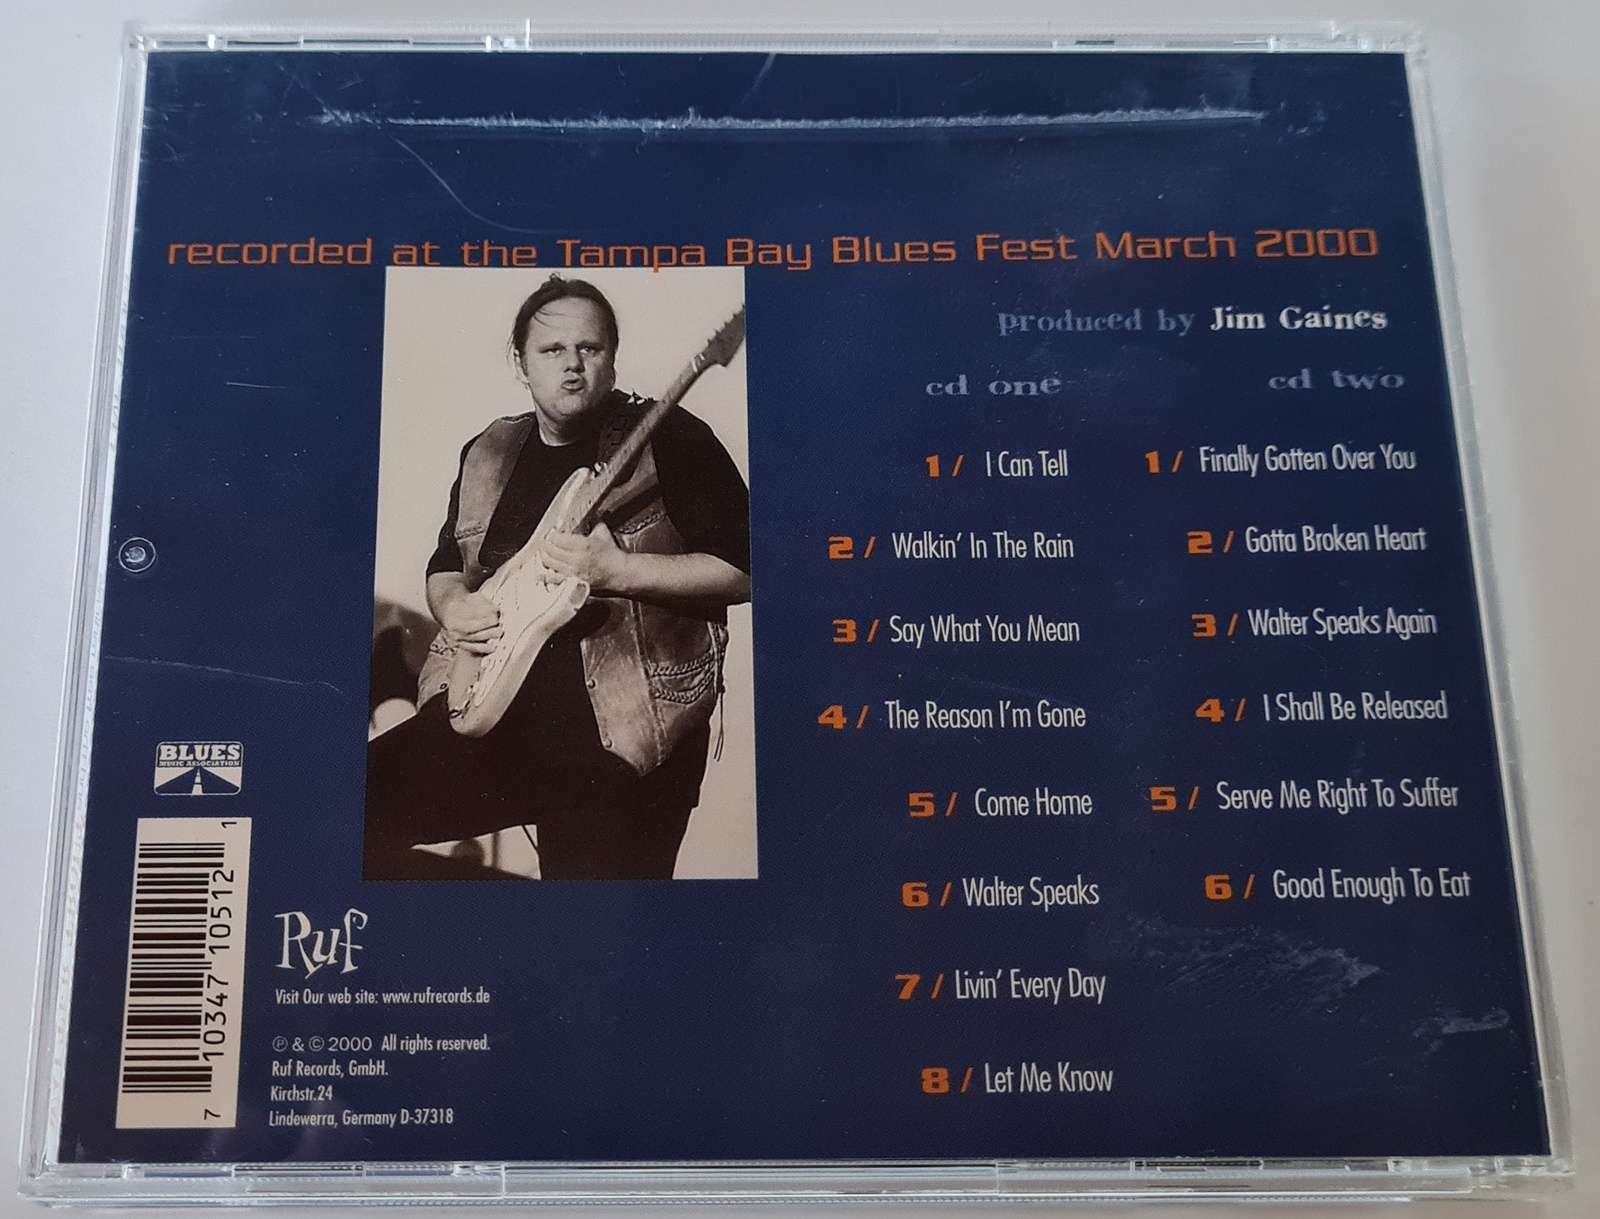 recorded at the Tampa Bay Blues Fest March 2000
produced by Jim Gaines
cd one
1 / I Can Tell
2 / Walkin' In The Rain
3 / Say What You Mean
4 / The Reason I'm Gone
5 / Come Home
6 / Walter Speaks
7 / Livin' Every Day
8 / Let Me Know
cd two
1 / Finally Gotten Over You
2 / Gotta Broken Heart
3 / Walter Speaks Again
4 / I Shall Be Released
5 / Serve Me Right To Suffer
6 / Good Enough To Eat
BLUES
MUSIC ASSOCIATION
7 10347 10512 1
Ruf
Visit Our web site: www.rufrecords.de
℗ & © 2000 All rights reserved.
Ruf Records, GmbH.
Kirchstr.24
Lindewerra, Germany D-37318